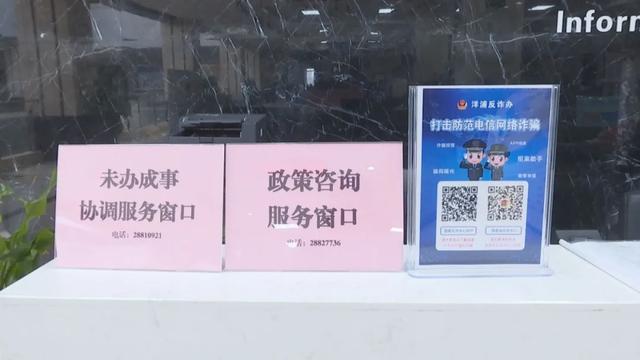 Inform
未办成事
协调服务窗口
电话：28810921
政策咨询
服务窗口
电话：28827736
洋浦反诈办
打击防范电信网络诈骗